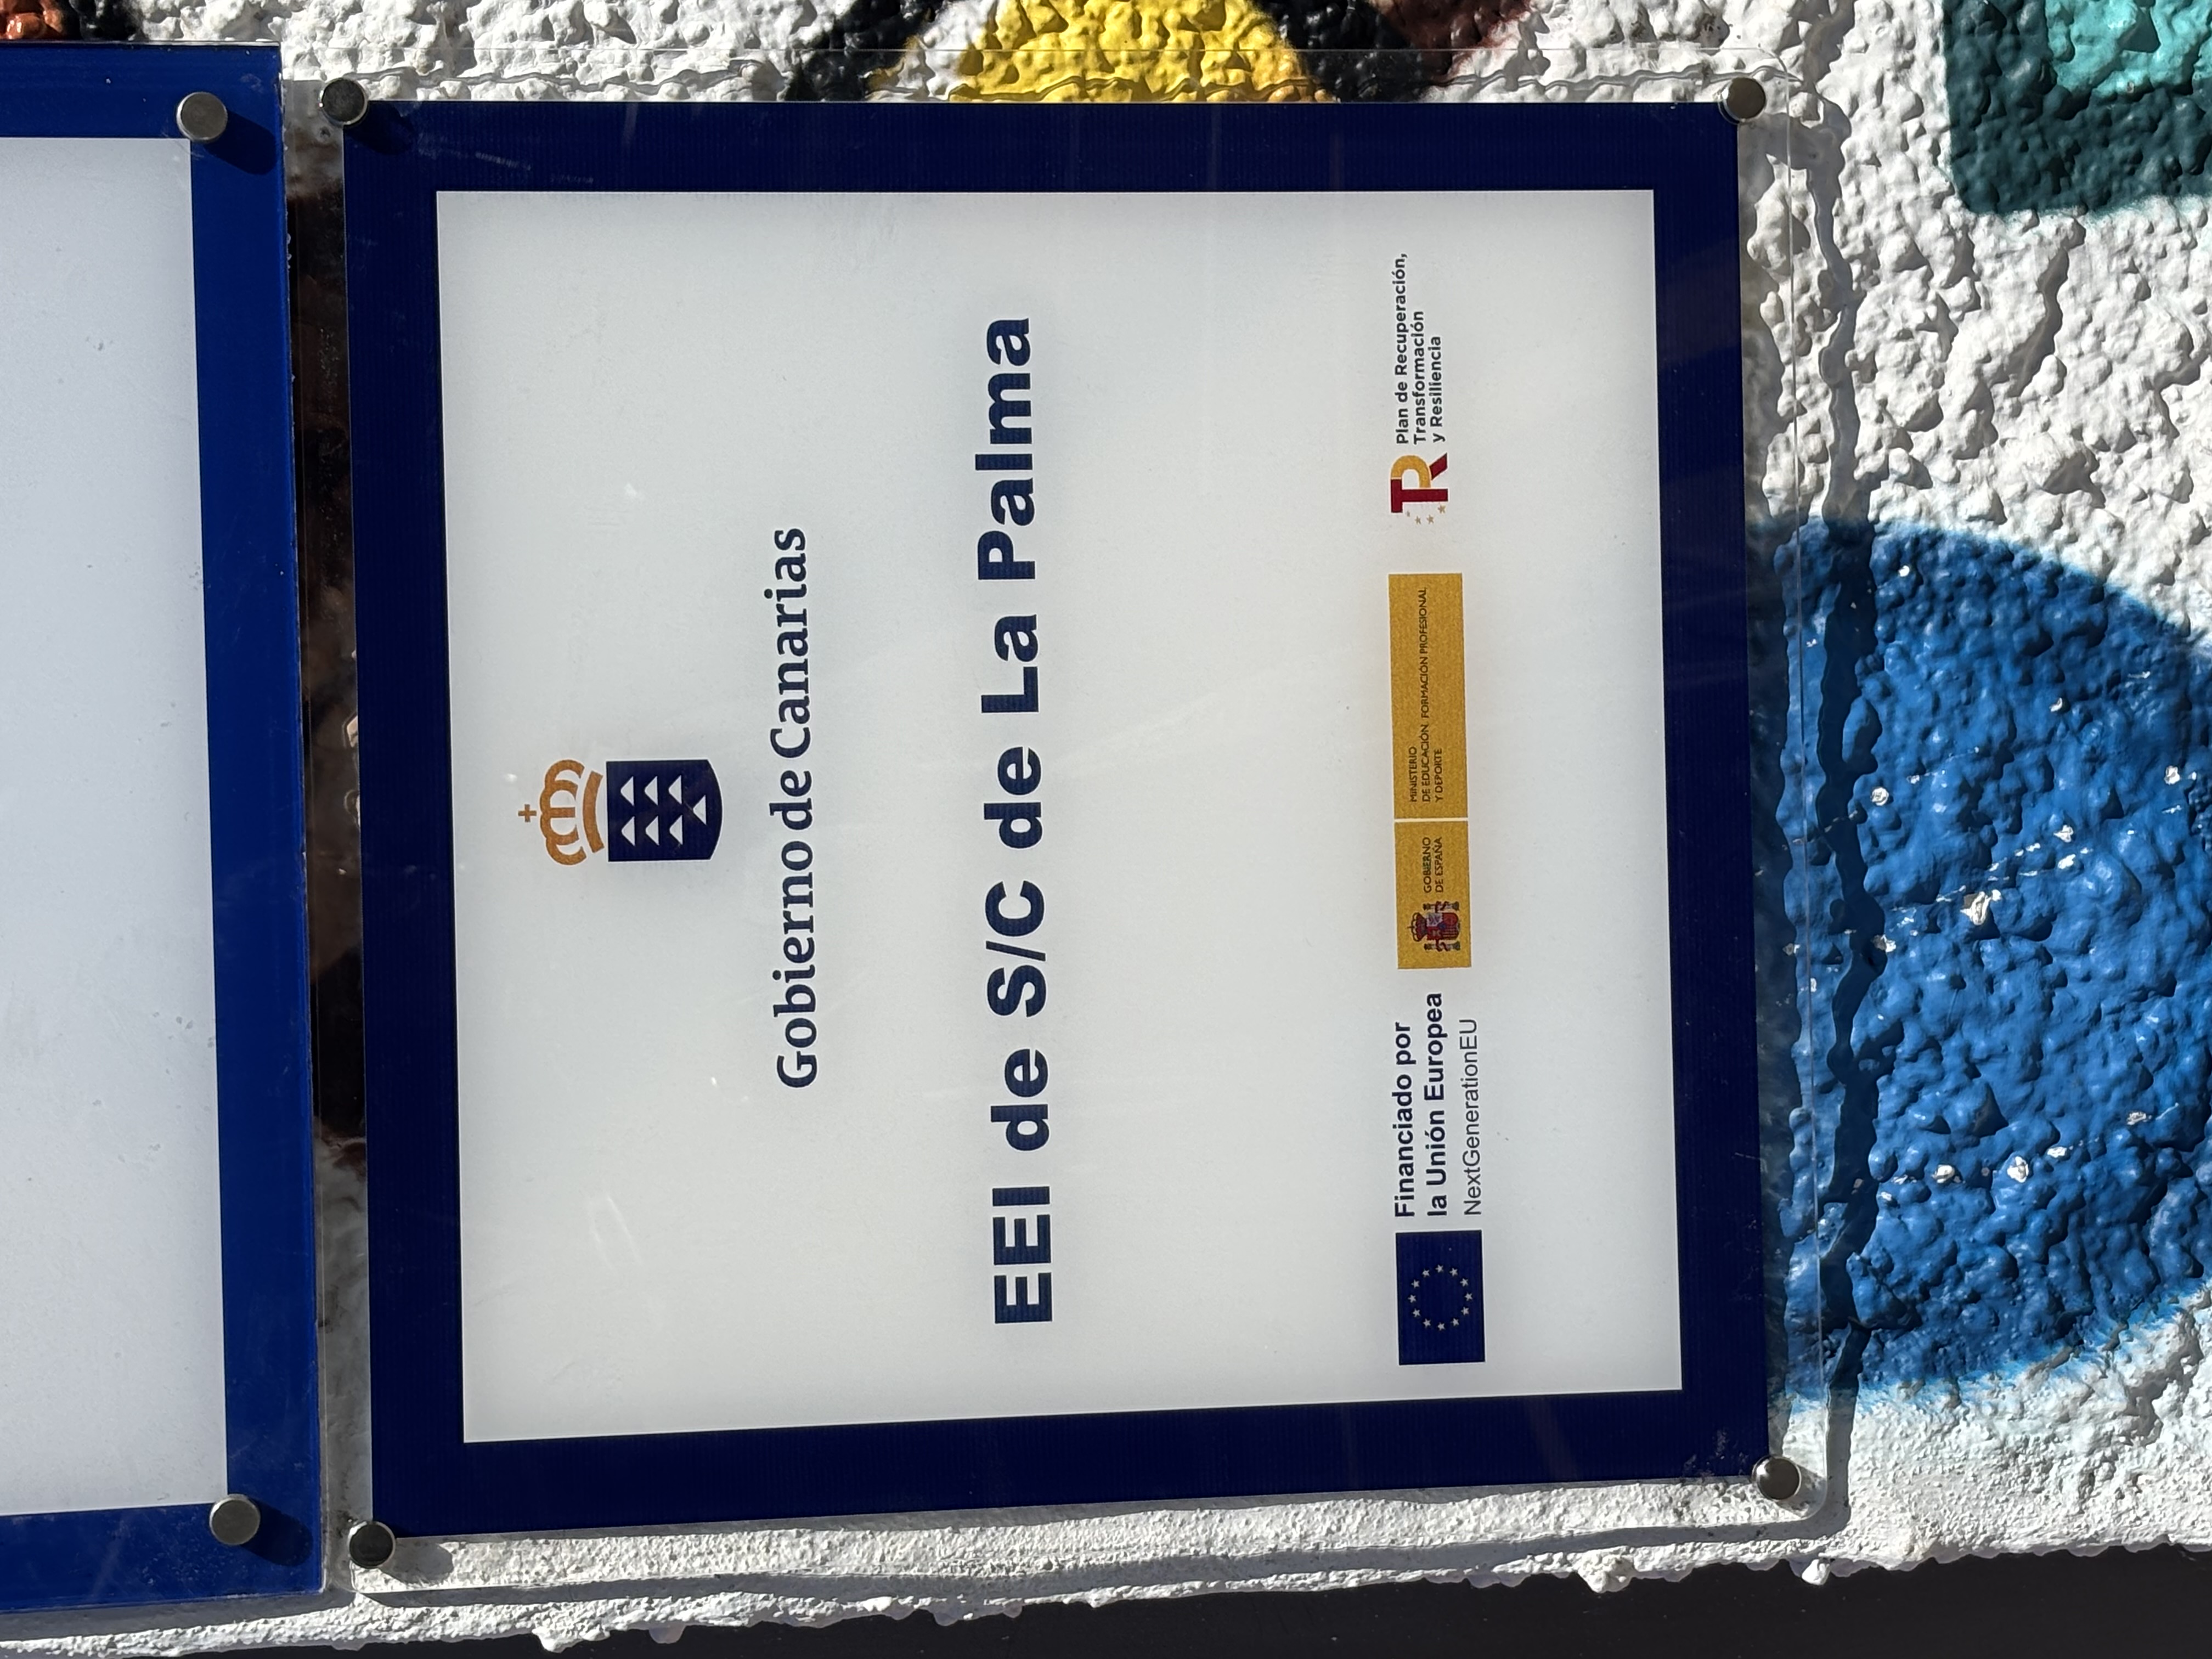 Gobierno de Canarias
EEI de S/C de La Palma
Financiado por
la Unión Europea
NextGenerationEU
GOBIERNO
DE ESPAÑA
MINISTERIO
DE EDUCACIÓN, FORMACIÓN PROFESIONAL
Y DEPORTE
TR
Plan de Recuperación,
Transformación
y Resiliencia